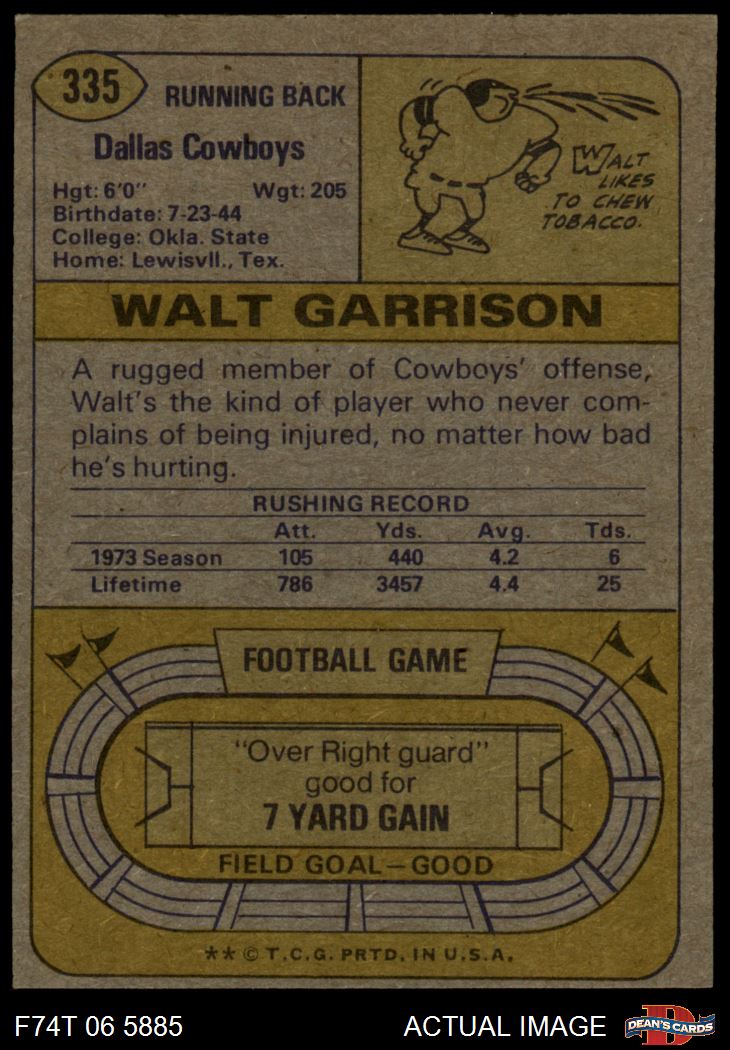 335
RUNNING BACK
Dallas Cowboys
Hgt: 6'0" Wgt: 205
Birthdate: 7-23-44
College: Okla. State
Home: Lewisvll., Tex.
WALT
LIKES
TO CHEW
TOBACCO.
WALT GARRISON
A rugged member of Cowboys' offense,
Walt's the kind of player who never com-
plains of being injured, no matter how bad
he's hurting.
RUSHING RECORD
Att. Yds. Avg. Tds.
1973 Season 105 440 4.2 6
Lifetime 786 3457 4.4 25
FOOTBALL GAME
"Over Right guard"
good for
7 YARD GAIN
FIELD GOAL—GOOD
** © T.C.G. PRTD. IN U.S.A.
F74T 06 5885 ACTUAL IMAGE
D
DEAN'S CARDS